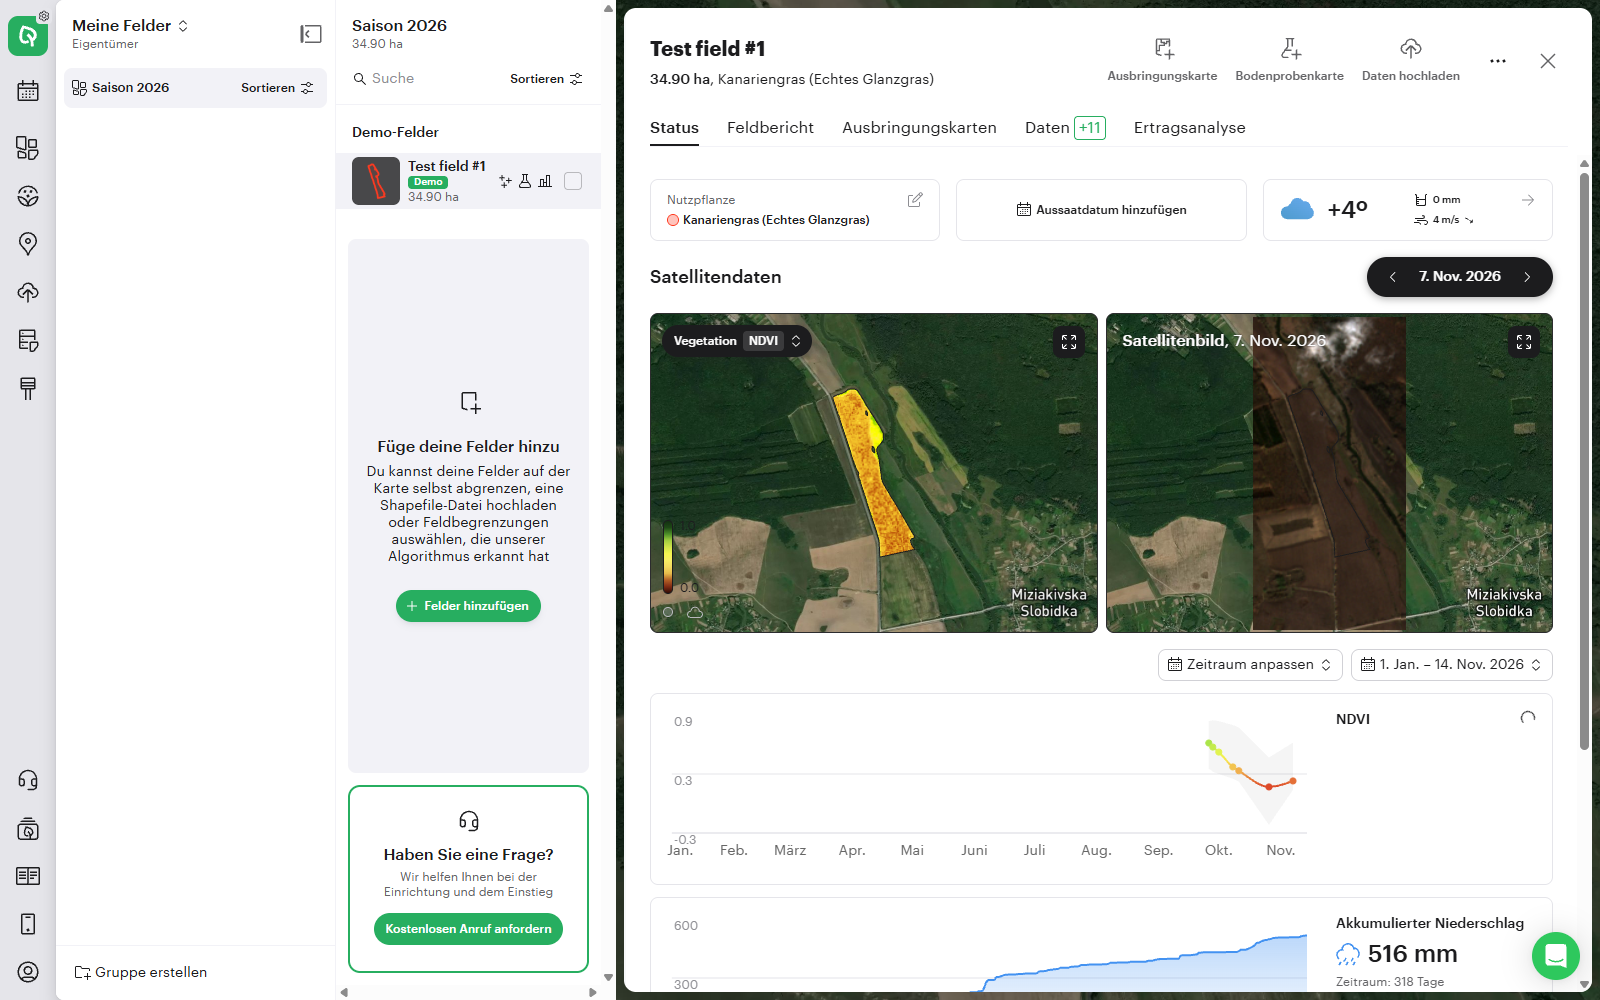 Meine Felder
Eigentümer
Saison 2026
Sortieren
Gruppe erstellen
Saison 2026
34.90 ha
Suche
Sortieren
Demo-Felder
Test field #1
Demo
34.90 ha
Füge deine Felder hinzu
Du kannst deine Felder auf der
Karte selbst abgrenzen, eine
Shapefile-Datei hochladen
oder Feldbegrenzungen
auswählen, die unserer
Algorithmus erkannt hat
Felder hinzufügen
Haben Sie eine Frage?
Wir helfen Ihnen bei der
Einrichtung und dem Einstieg
Kostenlosen Anruf anfordern
Test field #1
34.90 ha, Kanariengras (Echtes Glanzgras)
Ausbringungskarte
Bodenprobenkarte
Daten hochladen
Status
Feldbericht
Ausbringungskarten
Daten +11
Ertragsanalyse
Nutzpflanze
Kanariengras (Echtes Glanzgras)
Aussaatdatum hinzufügen
+4°
0 mm
4 m/s
Satellitendaten
7. Nov. 2026
Vegetation NDVI
1.0
0.0
Miziakivska
Slobidka
Satellitenbild, 7. Nov. 2026
Miziakivska
Slobidka
Zeitraum anpassen
1. Jan. – 14. Nov. 2026
0.9
0.3
-0.3
Jan. Feb. März Apr. Mai Juni Juli Aug. Sep. Okt. Nov.
NDVI
600
300
Akkumulierter Niederschlag
516 mm
Zeitraum: 318 Tage